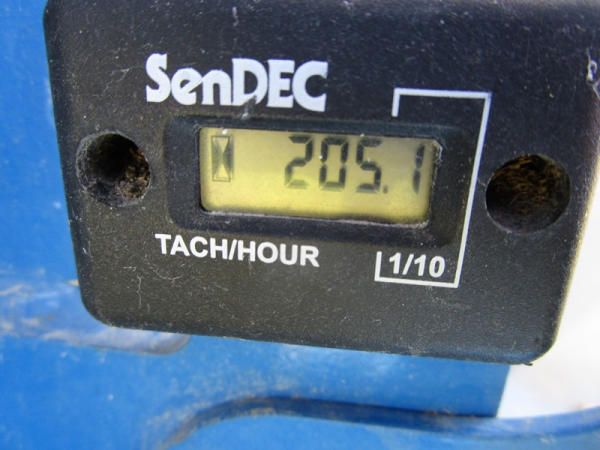 SenDEC
205.1
TACH/HOUR
1/10